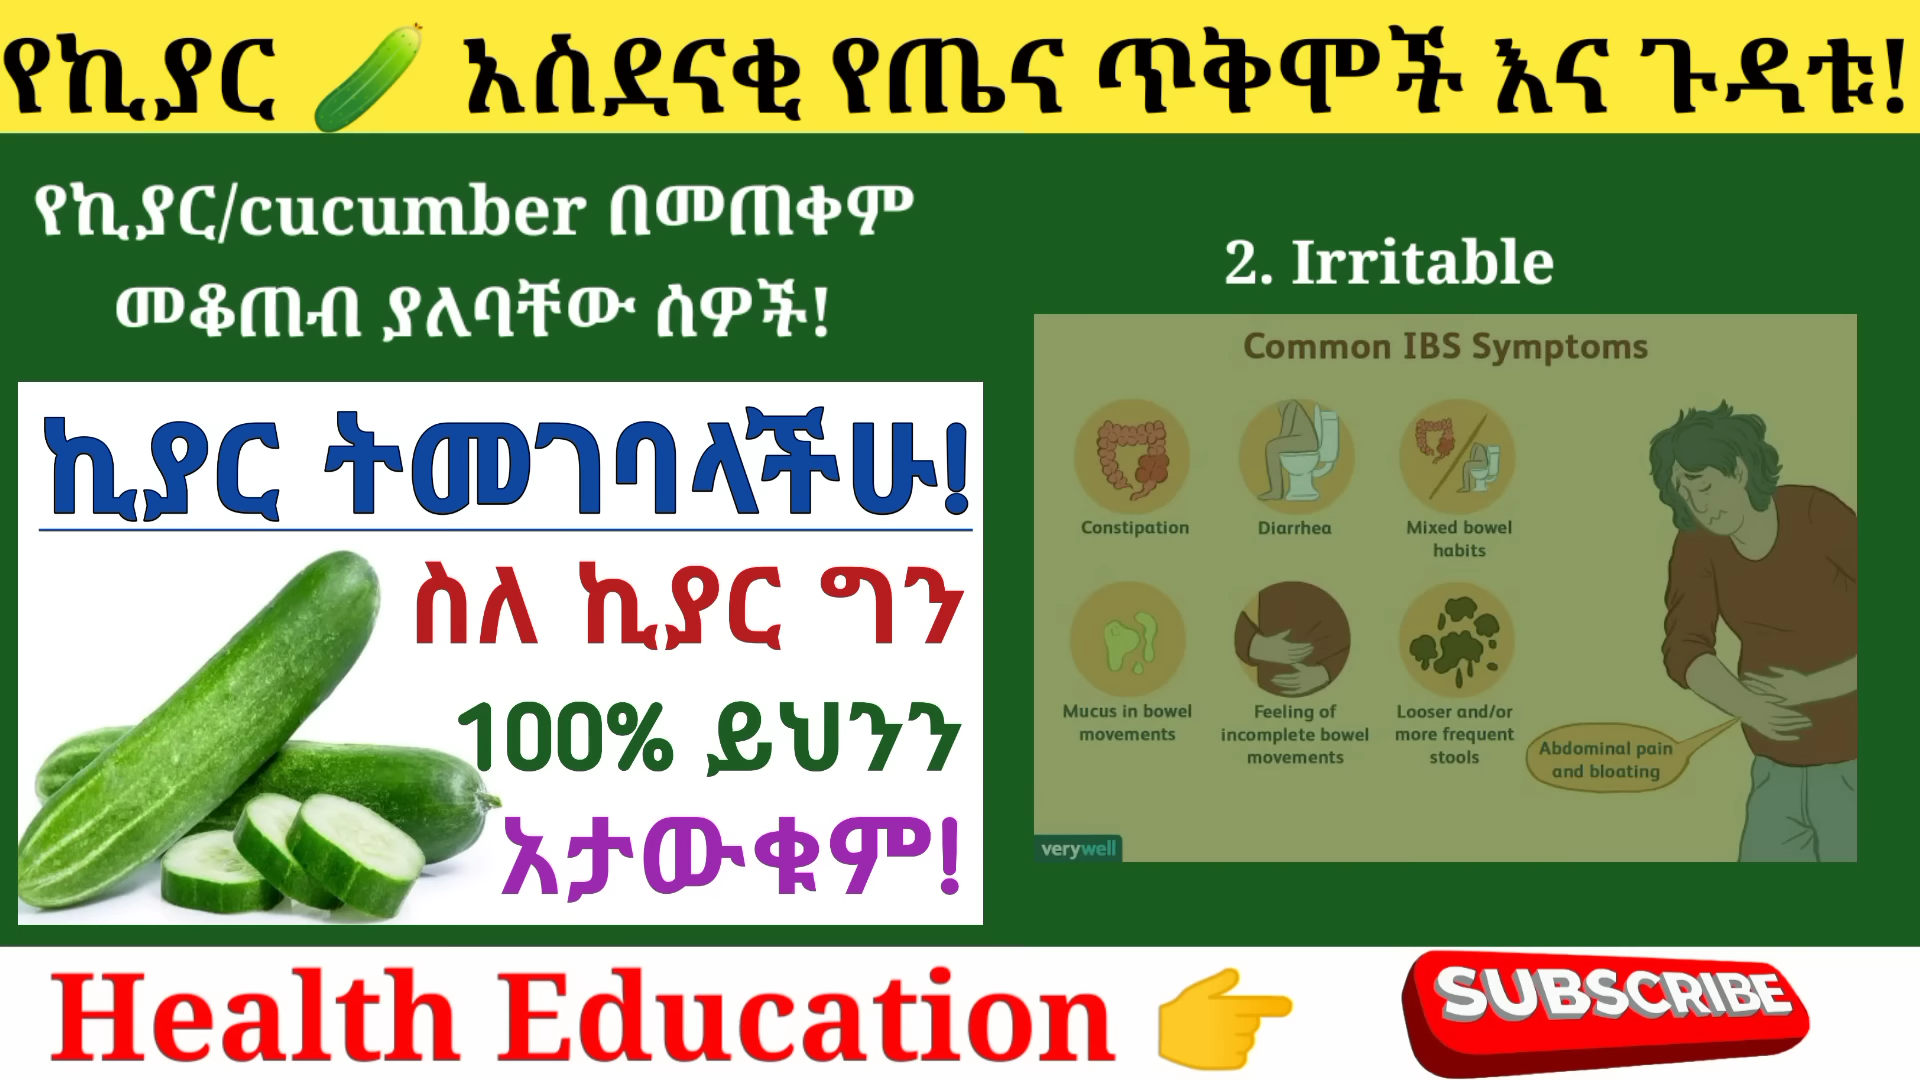 የኪያር 🥒 አስደናቂ የጤና ጥቅሞች እና ጉዳቱ!
የኪያር/cucumber በመጠቀም
መቆጠብ ያለባቸው ሰዎች!
ኪያር ትመገባላችሁ!
ስለ ኪያር ግን
100% ይህንን
አታውቁም!
2. Irritable
Common IBS Symptoms
Constipation
Diarrhea
Mixed bowel
habits
Mucus in bowel
movements
Feeling of
incomplete bowel
movements
Looser and/or
more frequent
stools
Abdominal pain
and bloating
verywell
Health Education 👉
SUBSCRIBE